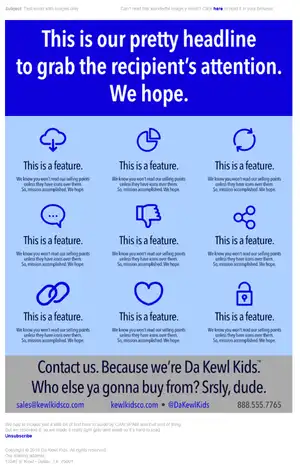 Can't read this wonderful image e-mail? Click here to read it in your browser.
This is our pretty headline
to grab the recipient's attention.
We hope.
This is a feature.
We know you won't read our selling points
unless they have icons over them.
So, mission accomplished. We hope.
This is a feature.
We know you won't read our selling points
unless they have icons over them.
So, mission accomplished. We hope.
This is a feature.
We know you won't read our selling points
unless they have icons over them.
So, mission accomplished. We hope.
This is a feature.
We know you won't read our selling points
unless they have icons over them.
So, mission accomplished. We hope.
This is a feature.
We know you won't read our selling points
unless they have icons over them.
So, mission accomplished. We hope.
This is a feature.
We know you won't read our selling points
unless they have icons over them.
So, mission accomplished. We hope.
This is a feature.
We know you won't read our selling points
unless they have icons over them.
So, mission accomplished. We hope.
This is a feature.
We know you won't read our selling points
unless they have icons over them.
So, mission accomplished. We hope.
This is a feature.
We know you won't read our selling points
unless they have icons over them.
So, mission accomplished. We hope.
Contact us. Because we're Da Kewl Kids.™
Who else ya gonna buy from? Srsly, dude.
sales@kewlkidsco.com kewlkidsco.com • @DaKewlKids 888.555.7765
Unsubscribe